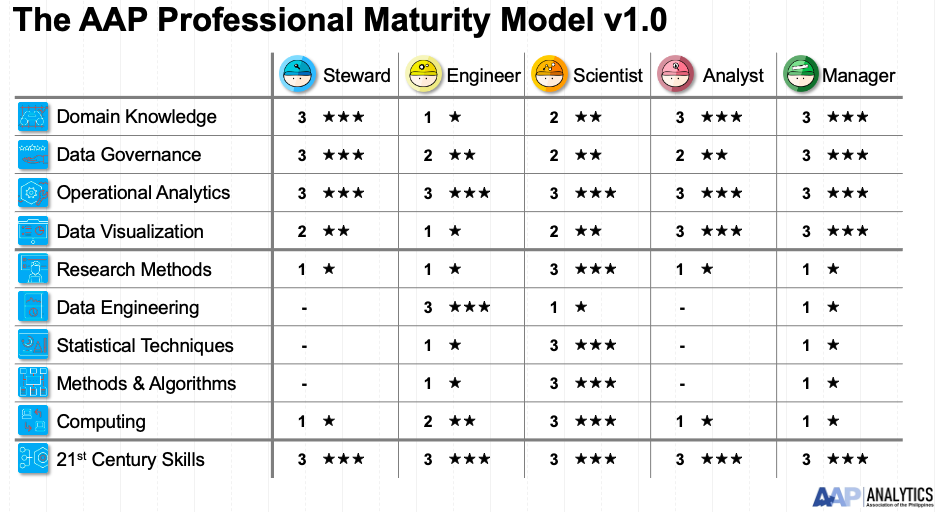 The AAP Professional Maturity Model v1.0
Steward Engineer Scientist Analyst Manager
Domain Knowledge 3 ★★★ 1 ★ 2 ★★ 3 ★★★ 3 ★★★
Data Governance 3 ★★★ 2 ★★ 2 ★★ 2 ★★ 3 ★★★
Operational Analytics 3 ★★★ 3 ★★★ 3 ★★★ 3 ★★★ 3 ★★★
Data Visualization 2 ★★ 1 ★ 2 ★★ 3 ★★★ 3 ★★★
Research Methods 1 ★ 1 ★ 3 ★★★ 1 ★ 1 ★
Data Engineering - 3 ★★★ 1 ★ - 1 ★
Statistical Techniques - 1 ★ 3 ★★★ - 1 ★
Methods & Algorithms - 1 ★ 3 ★★★ - 1 ★
Computing 1 ★ 2 ★★ 3 ★★★ 1 ★ 1 ★
21st Century Skills 3 ★★★ 3 ★★★ 3 ★★★ 3 ★★★ 3 ★★★
AAP ANALYTICS
Association of the Philippines